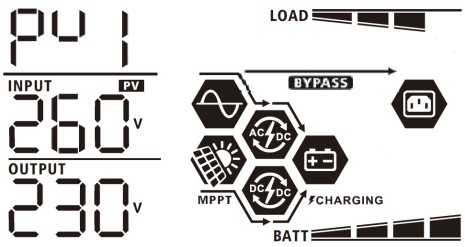 PV1
LOAD
BYPASS
INPUT PV
260V
AC DC
OUTPUT
230V
MPPT
DC DC
CHARGING
BATT